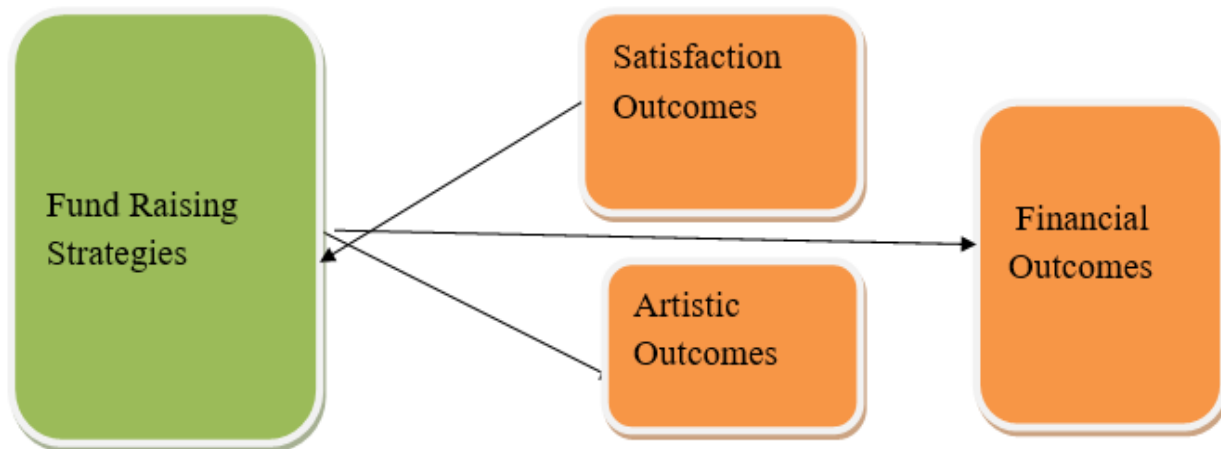 Fund Raising
Strategies
Satisfaction
Outcomes
Artistic
Outcomes
Financial
Outcomes